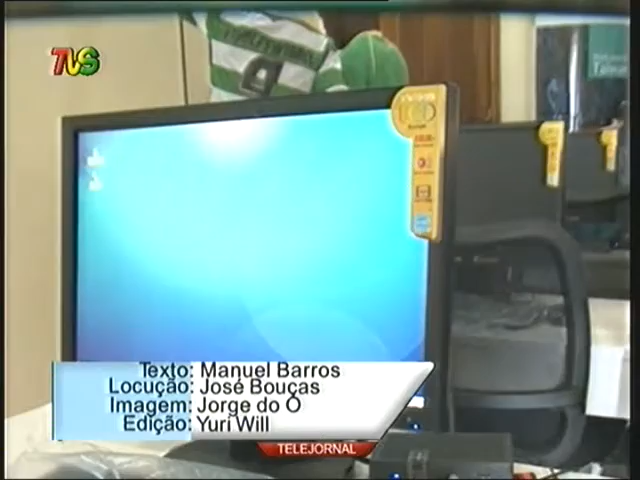 TVS
Texto: Manuel Barros
Locução: José Bouças
Imagem: Jorge do Ó
Edição: Yuri Will
TELEJORNAL